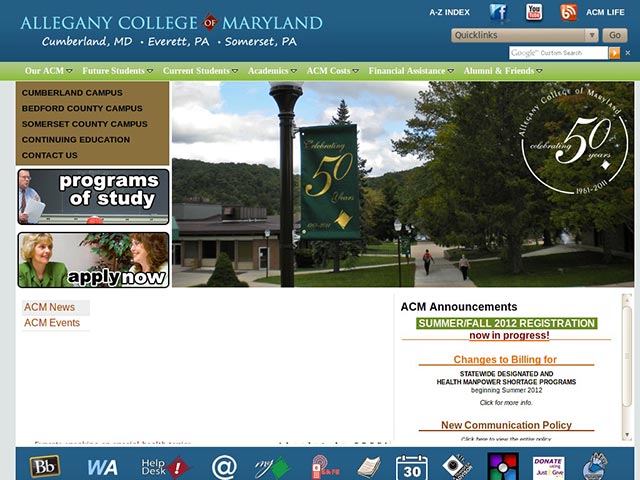 ALLEGANY COLLEGE OF MARYLAND
Cumberland, MD • Everett, PA • Somerset, PA
A-Z INDEX
You Tube
ACM LIFE
Quicklinks
Go
Google™ Custom Search
×
Our ACM
Future Students
Current Students
Academics
ACM Costs
Financial Assistance
Alumni & Friends
CUMBERLAND CAMPUS
BEDFORD COUNTY CAMPUS
SOMERSET COUNTY CAMPUS
CONTINUING EDUCATION
CONTACT US
programs
of study
apply now
Celebrating
50
Years
Allegany College of Maryland
celebrating 50 years
1961-2011
ACM News
ACM Events
ACM Announcements
SUMMER/FALL 2012 REGISTRATION
now in progress!
Changes to Billing for
STATEWIDE DESIGNATED AND
HEALTH MANPOWER SHORTAGE PROGRAMS
beginning Summer 2012
Click for more info.
New Communication Policy
Click here to view the entire policy
Bb
WA
Help Desk !
@
my
30
DONATE
using
Just Give